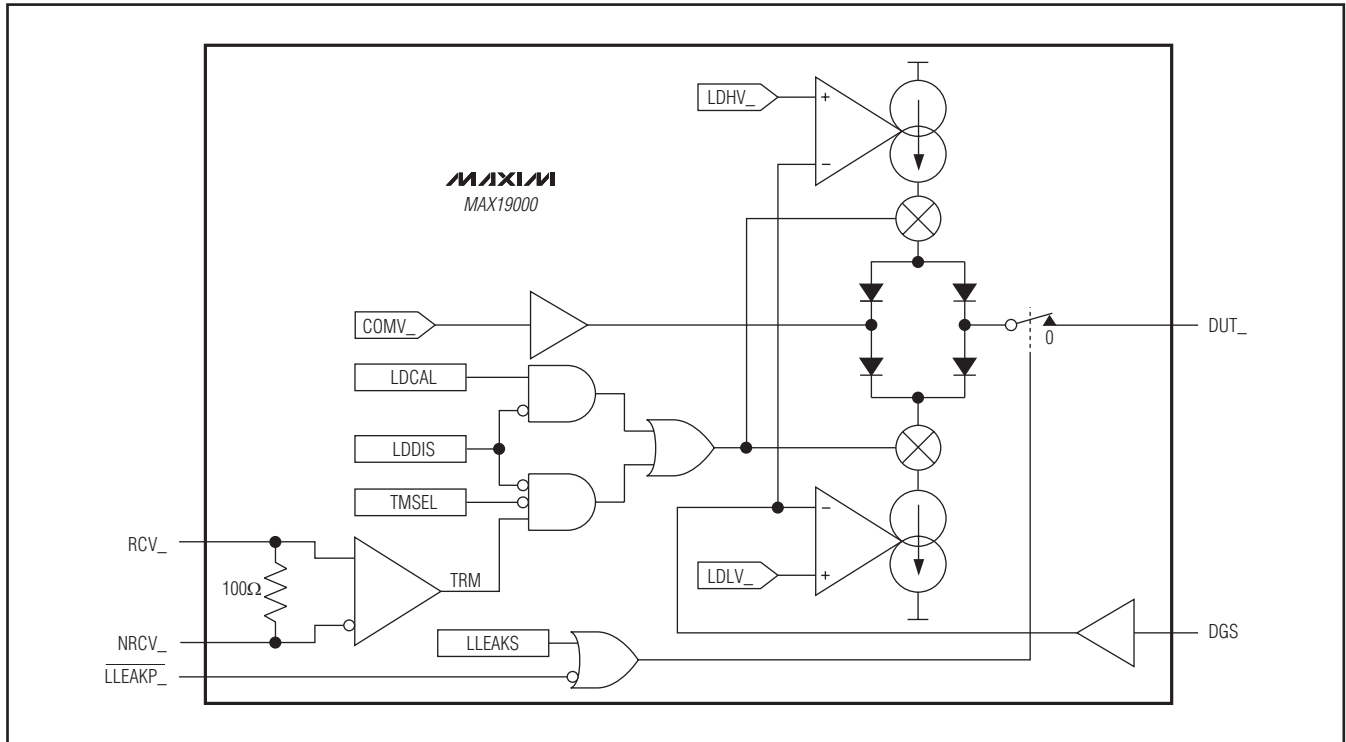 LDHV_
+
−
MAXIM
MAX19000
COMV_
0
DUT_
LDCAL
LDDIS
TMSEL
−
RCV_
LDLV_
+
100Ω
TRM
DGS
NRCV_
LLEAKS
LLEAKP_